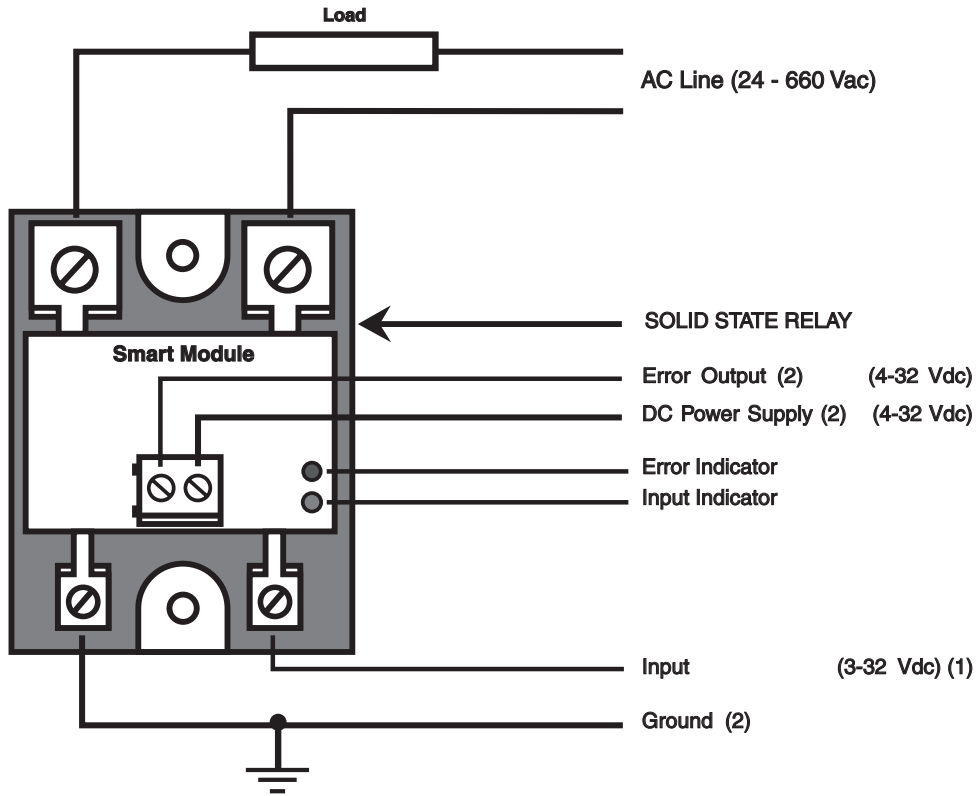 Load
AC Line (24 - 660 Vac)
SOLID STATE RELAY
Smart Module
Error Output (2) (4-32 Vdc)
DC Power Supply (2) (4-32 Vdc)
Error Indicator
Input Indicator
Input (3-32 Vdc) (1)
Ground (2)